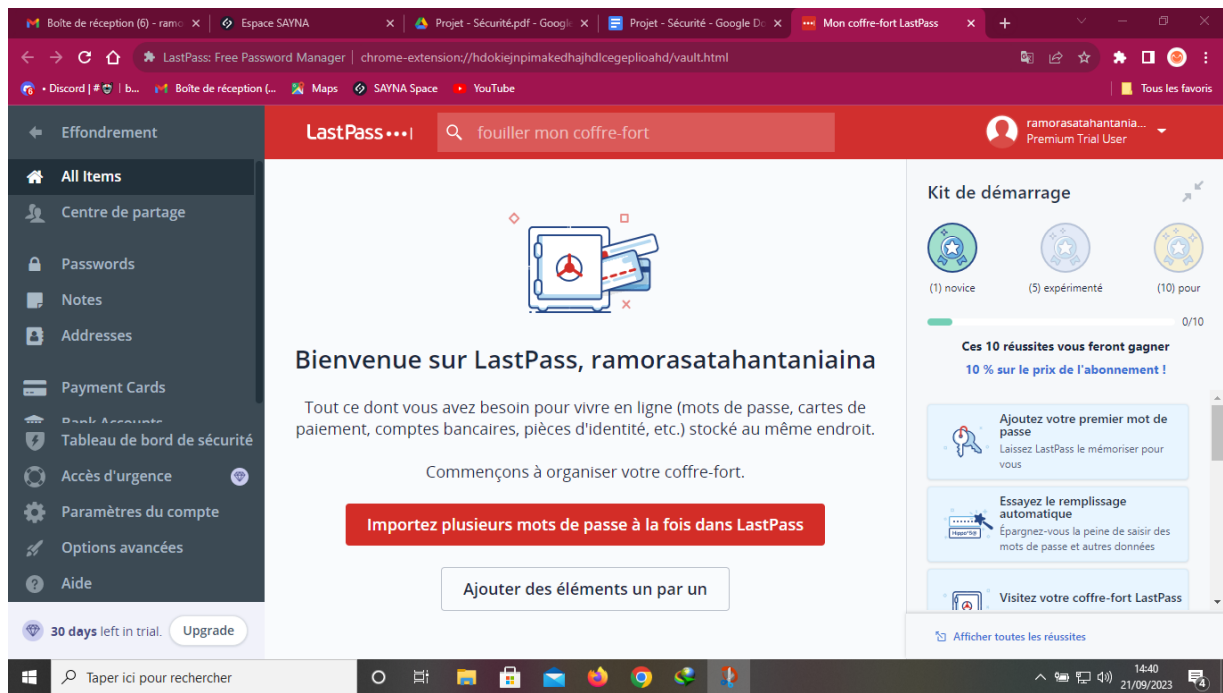 Boîte de réception (6) - ramo
Espace SAYNA
Projet - Sécurité.pdf - Google
Projet - Sécurité - Google Do
Mon coffre-fort LastPass
LastPass: Free Password Manager | chrome-extension://hdokiejnpimakedhajhdlcegeplioahd/vault.html
• Discord | # | b...
Boîte de réception (...
Maps
SAYNA Space
YouTube
Tous les favoris
Effondrement
LastPass
fouiller mon coffre-fort
ramorasatahantania...
Premium Trial User
All Items
Centre de partage
Passwords
Notes
Addresses
Payment Cards
Bank Accounts
Tableau de bord de sécurité
Accès d'urgence
Paramètres du compte
Options avancées
Aide
30 days left in trial.
Upgrade
Bienvenue sur LastPass, ramorasatahantaniaina
Tout ce dont vous avez besoin pour vivre en ligne (mots de passe, cartes de
paiement, comptes bancaires, pièces d'identité, etc.) stocké au même endroit.
Commençons à organiser votre coffre-fort.
Importez plusieurs mots de passe à la fois dans LastPass
Ajouter des éléments un par un
Kit de démarrage
(1) novice
(5) expérimenté
(10) pour
0/10
Ces 10 réussites vous feront gagner
10 % sur le prix de l'abonnement !
Ajoutez votre premier mot de
passe
Laissez LastPass le mémoriser pour
vous
Essayez le remplissage
automatique
Épargnez-vous la peine de saisir des
mots de passe et autres données
Visitez votre coffre-fort LastPass
Afficher toutes les réussites
Taper ici pour rechercher
14:40
21/09/2023
4